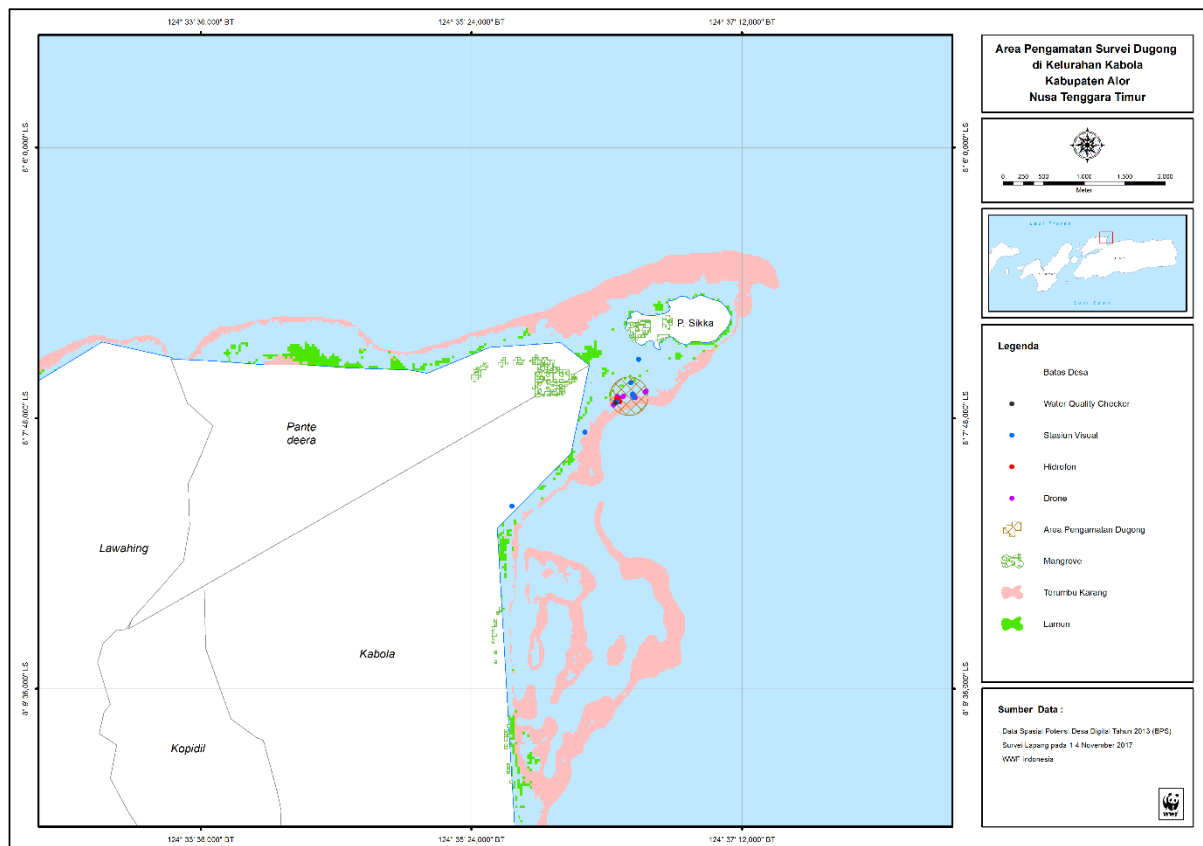 124° 33' 36,000" BT
124° 35' 24,000" BT
124° 37' 12,000" BT
8° 6' 0,000" LS
8° 7' 48,000" LS
8° 9' 36,000" LS
P. Sikka
Pante
deera
Lawahing
Kabola
Kopidil
8° 6' 0,000" LS
8° 7' 48,000" LS
8° 9' 36,000" LS
124° 33' 36,000" BT
124° 35' 24,000" BT
124° 37' 12,000" BT
Area Pengamatan Survei Dugong
di Kelurahan Kabola
Kabupaten Alor
Nusa Tenggara Timur
0 250 500 1.000 1.500 2.000
Meter
Laut Flores
Legenda
Batas Desa
Water Quality Checker
Stasiun Visual
Hidrofon
Drone
Area Pengamatan Dugong
Mangrove
Terumbu Karang
Lamun
Sumber Data :
Data Spasial Potensi Desa Digital Tahun 2013 (BPS)
Survei Lapang pada 1-4 November 2017
WWF Indonesia
WWF